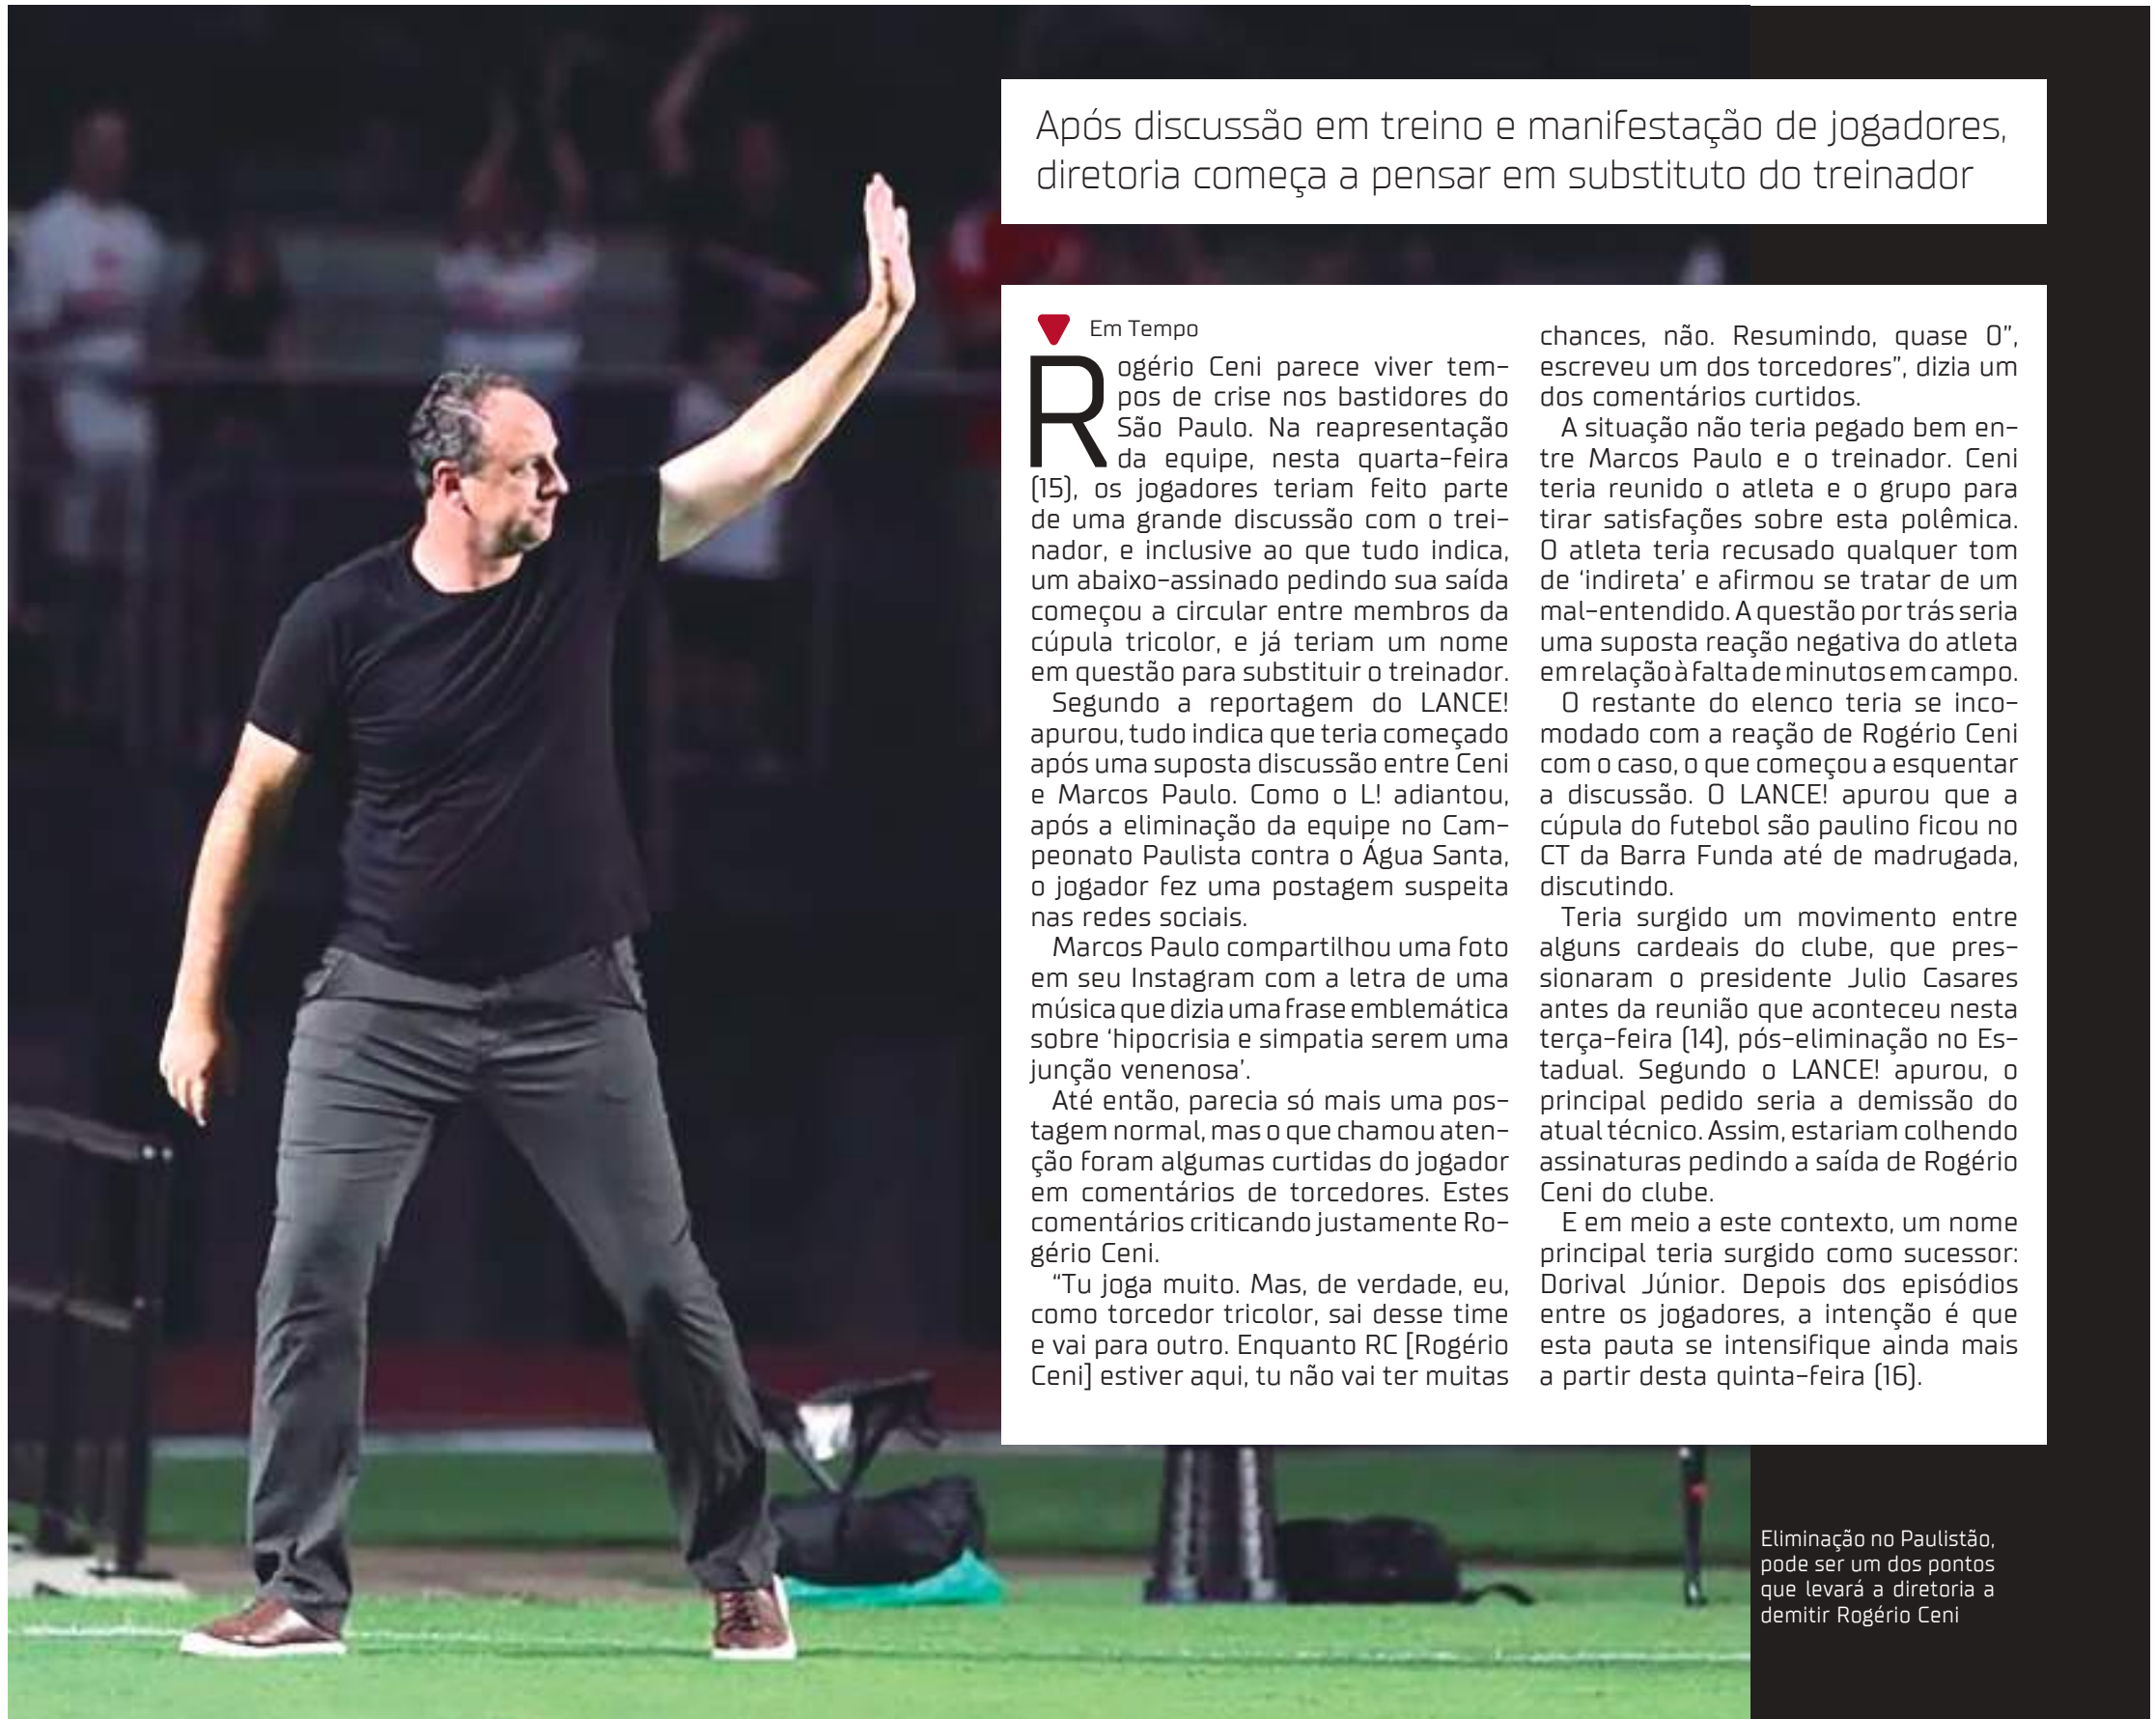 Após discussão em treino e manifestação de jogadores,
diretoria começa a pensar em substituto do treinador
Em Tempo
Rogério Ceni parece viver tem-
pos de crise nos bastidores do
São Paulo. Na reapresentação
da equipe, nesta quarta-feira
(15), os jogadores teriam feito parte
de uma grande discussão com o trei-
nador, e inclusive ao que tudo indica,
um abaixo-assinado pedindo sua saída
começou a circular entre membros da
cúpula tricolor, e já teriam um nome
em questão para substituir o treinador.
Segundo a reportagem do LANCE!
apurou, tudo indica que teria começado
após uma suposta discussão entre Ceni
e Marcos Paulo. Como o L! adiantou,
após a eliminação da equipe no Cam-
peonato Paulista contra o Água Santa,
o jogador fez uma postagem suspeita
nas redes sociais.
Marcos Paulo compartilhou uma foto
em seu Instagram com a letra de uma
música que dizia uma frase emblemática
sobre ‘hipocrisia e simpatia serem uma
junção venenosa’.
Até então, parecia só mais uma pos-
tagem normal, mas o que chamou aten-
ção foram algumas curtidas do jogador
em comentários de torcedores. Estes
comentários criticando justamente Ro-
gério Ceni.
“Tu joga muito. Mas, de verdade, eu,
como torcedor tricolor, sai desse time
e vai para outro. Enquanto RC [Rogério
Ceni] estiver aqui, tu não vai ter muitas
chances, não. Resumindo, quase 0”,
escreveu um dos torcedores”, dizia um
dos comentários curtidos.
A situação não teria pegado bem en-
tre Marcos Paulo e o treinador. Ceni
teria reunido o atleta e o grupo para
tirar satisfações sobre esta polêmica.
O atleta teria recusado qualquer tom
de ‘indireta’ e afirmou se tratar de um
mal-entendido. A questão por trás seria
uma suposta reação negativa do atleta
em relação à falta de minutos em campo.
O restante do elenco teria se inco-
modado com a reação de Rogério Ceni
com o caso, o que começou a esquentar
a discussão. O LANCE! apurou que a
cúpula do futebol são paulino ficou no
CT da Barra Funda até de madrugada,
discutindo.
Teria surgido um movimento entre
alguns cardeais do clube, que pres-
sionaram o presidente Julio Casares
antes da reunião que aconteceu nesta
terça-feira (14), pós-eliminação no Es-
tadual. Segundo o LANCE! apurou, o
principal pedido seria a demissão do
atual técnico. Assim, estariam colhendo
assinaturas pedindo a saída de Rogério
Ceni do clube.
E em meio a este contexto, um nome
principal teria surgido como sucessor:
Dorival Júnior. Depois dos episódios
entre os jogadores, a intenção é que
esta pauta se intensifique ainda mais
a partir desta quinta-feira (16).
Eliminação no Paulistão,
pode ser um dos pontos
que levará a diretoria a
demitir Rogério Ceni